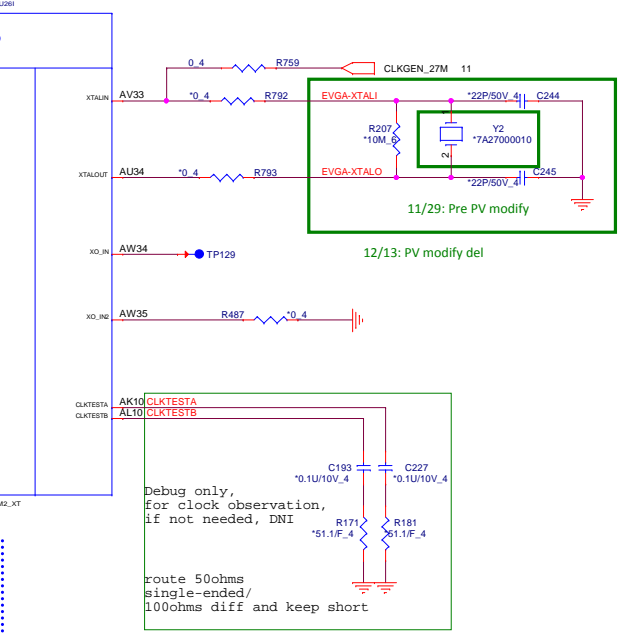 U26I
0_4 R759 CLKGEN_27M 11
XTALIN AV33 *0_4 R792 EVGA-XTALI *22P/50V_4 C244
R207
*10M_6
1
Y2
*7A27000010
2
XTALOUT AU34 *0_4 R793 EVGA-XTALO *22P/50V_4 C245
11/29: Pre PV modify
12/13: PV modify del
XO_IN AW34 TP129
XO_IN2 AW35 R487 *0_4
CLKTESTA AK10 CLKTESTA
CLKTESTB AL10 CLKTESTB
C193 C227
*0.1U/10V_4 *0.1U/10V_4
Debug only,
for clock observation,
if not needed, DNI
R171 R181
*51.1/F_4 *51.1/F_4
route 50ohms
single-ended/
100ohms diff and keep short
M2_XT